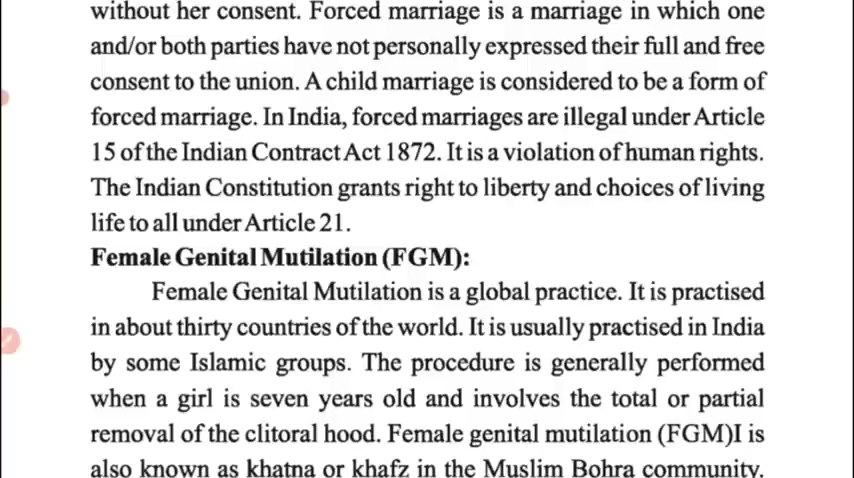 without her consent. Forced marriage is a marriage in which one
and/or both parties have not personally expressed their full and free
consent to the union. A child marriage is considered to be a form of
forced marriage. In India, forced marriages are illegal under Article
15 of the Indian Contract Act 1872. It is a violation of human rights.
The Indian Constitution grants right to liberty and choices of living
life to all under Article 21.
Female Genital Mutilation (FGM):
Female Genital Mutilation is a global practice. It is practised
in about thirty countries of the world. It is usually practised in India
by some Islamic groups. The procedure is generally performed
when a girl is seven years old and involves the total or partial
removal of the clitoral hood. Female genital mutilation (FGM)I is
also known as khatna or khafz in the Muslim Bohra community.